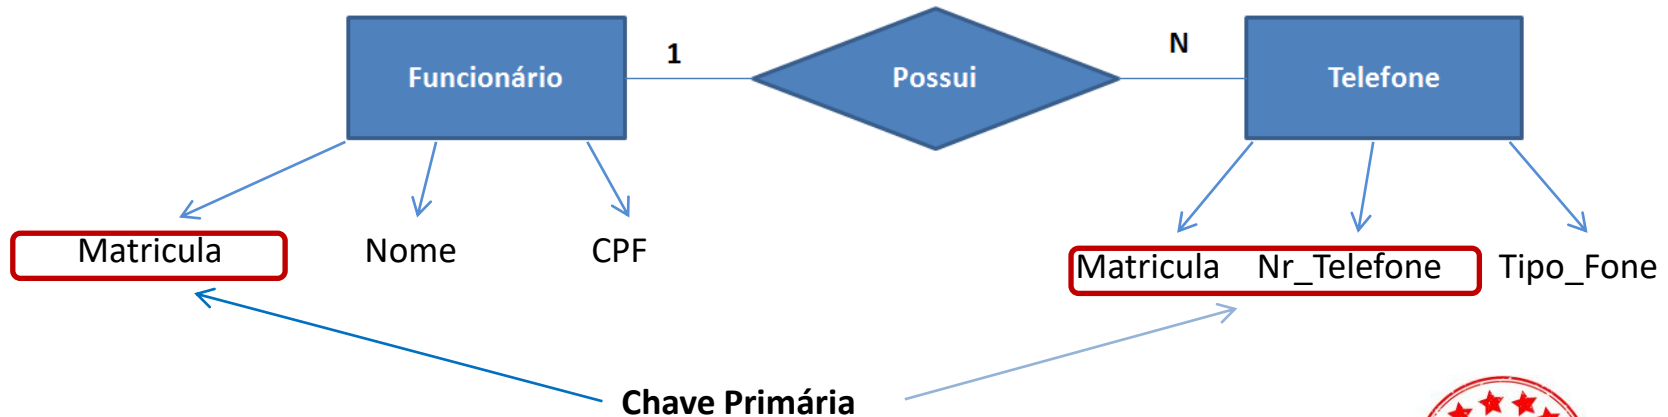 1
N
Funcionário
Possui
Telefone
Matricula
Nome
CPF
Matricula
Nr_Telefone
Tipo_Fone
Chave Primária